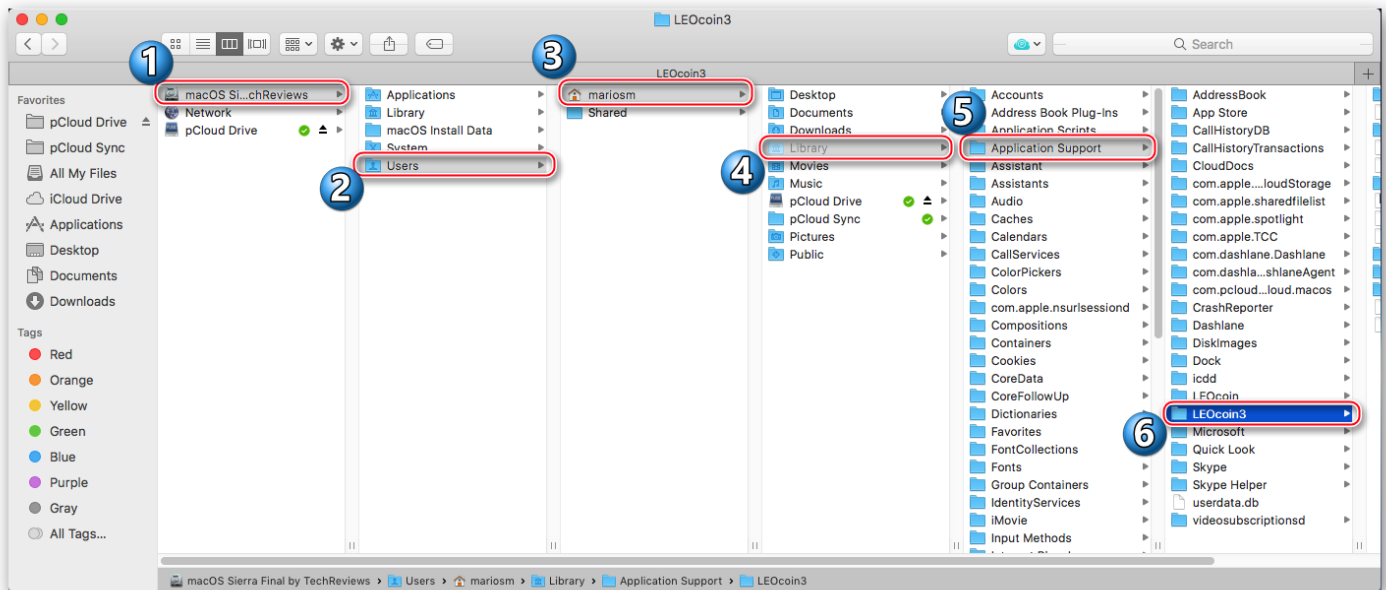 LEOcoin3
Search
LEOcoin3
Favorites
pCloud Drive
pCloud Sync
All My Files
iCloud Drive
Applications
Desktop
Documents
Downloads
Tags
Red
Orange
Yellow
Green
Blue
Purple
Gray
All Tags...
1
macOS Si...chReviews
Network
pCloud Drive
Applications
Library
macOS Install Data
System
Users
2
3
mariosm
Shared
Desktop
Documents
Downloads
Library
4
Movies
Music
pCloud Drive
pCloud Sync
Pictures
Public
5
Accounts
Address Book Plug-Ins
Application Scripts
Application Support
Assistant
Assistants
Audio
Caches
Calendars
CallServices
ColorPickers
Colors
com.apple.nsurlsessiond
Compositions
Containers
Cookies
CoreData
CoreFollowUp
Dictionaries
Favorites
FontCollections
Fonts
Group Containers
IdentityServices
iMovie
Input Methods
AddressBook
App Store
CallHistoryDB
CallHistoryTransactions
CloudDocs
com.apple....loudStorage
com.apple.sharedfilelist
com.apple.spotlight
com.apple.TCC
com.dashlane.Dashlane
com.dashla...shlaneAgent
com.pcloud...loud.macos
CrashReporter
Dashlane
DiskImages
Dock
icdd
LEOcoin
LEOcoin3
6
Microsoft
Quick Look
Skype
Skype Helper
userdata.db
videosubscriptionsd
macOS Sierra Final by TechReviews › Users › mariosm › Library › Application Support › LEOcoin3